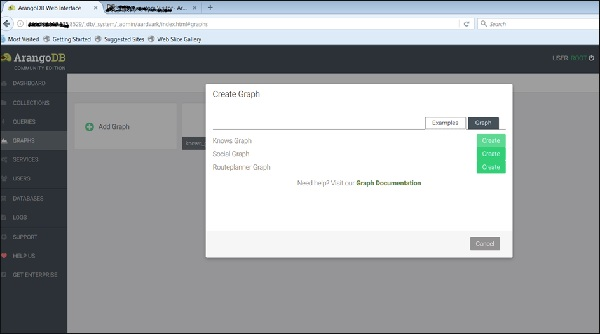 ArangoDB Web Interface
8529/_db/_system/_admin/aardvark/index.html#graphs
Search
Most Visited Getting Started Suggested Sites Web Slice Gallery
ArangoDB
COMMUNITY EDITION
USER: ROOT
DASHBOARD
COLLECTIONS
QUERIES
GRAPHS
SERVICES
USERS
DATABASES
LOGS
SUPPORT
HELP US
GET ENTERPRISE
Add Graph
Create Graph
Examples Graph
Knows Graph Create
Social Graph Create
Routeplanner Graph Create
Need help? Visit our Graph Documentation
Cancel